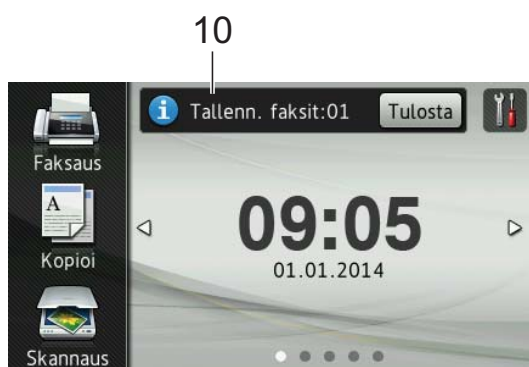 10
Tallenn. faksit:01 Tulosta
Faksaus
A
Kopioi
09:05
01.01.2014
Skannaus